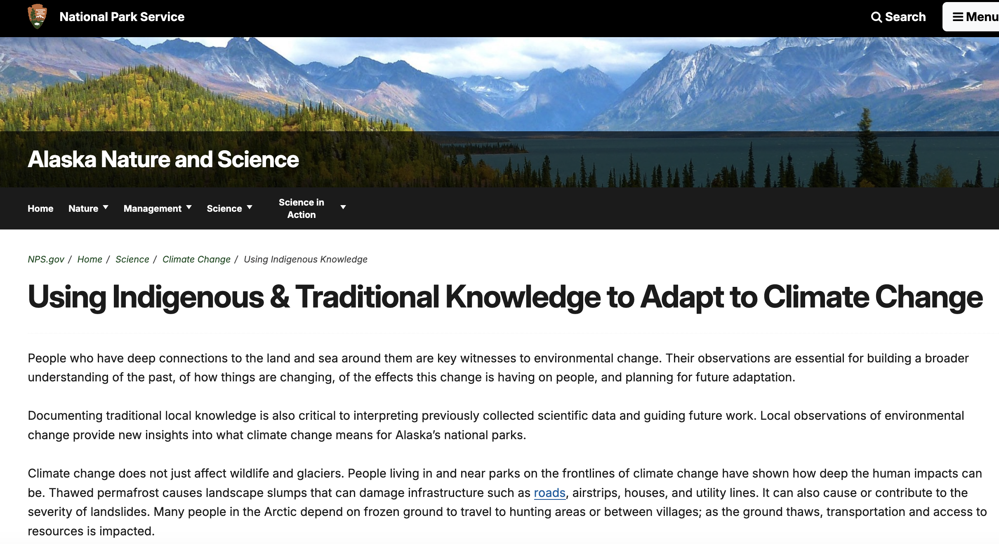 NATIONAL
PARK
SERVICE
National Park Service
Search
Menu
Alaska Nature and Science
Home
Nature
Management
Science
Science in
Action
NPS.gov / Home / Science / Climate Change / Using Indigenous Knowledge
Using Indigenous & Traditional Knowledge to Adapt to Climate Change
People who have deep connections to the land and sea around them are key witnesses to environmental change. Their observations are essential for building a broader
understanding of the past, of how things are changing, of the effects this change is having on people, and planning for future adaptation.
Documenting traditional local knowledge is also critical to interpreting previously collected scientific data and guiding future work. Local observations of environmental
change provide new insights into what climate change means for Alaska’s national parks.
Climate change does not just affect wildlife and glaciers. People living in and near parks on the frontlines of climate change have shown how deep the human impacts can
be. Thawed permafrost causes landscape slumps that can damage infrastructure such as roads, airstrips, houses, and utility lines. It can also cause or contribute to the
severity of landslides. Many people in the Arctic depend on frozen ground to travel to hunting areas or between villages; as the ground thaws, transportation and access to
resources is impacted.